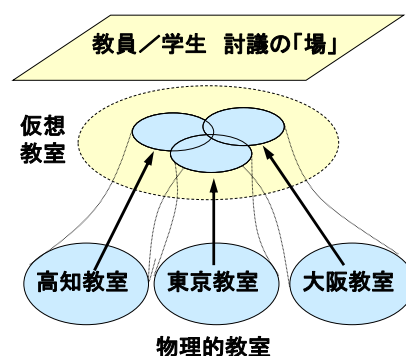 教員／学生 討議の「場」
仮想
教室
高知教室
東京教室
大阪教室
物理的教室